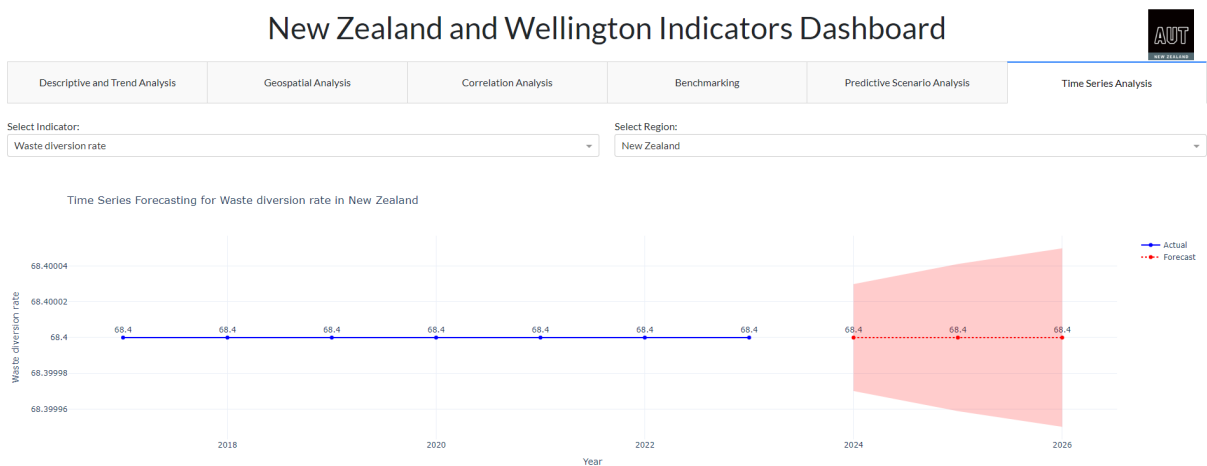 New Zealand and Wellington Indicators Dashboard
AUT
NEW ZEALAND
Descriptive and Trend Analysis
Geospatial Analysis
Correlation Analysis
Benchmarking
Predictive Scenario Analysis
Time Series Analysis
Select Indicator:
Waste diversion rate
Select Region:
New Zealand
Time Series Forecasting for Waste diversion rate in New Zealand
Actual
Forecast
Waste diversion rate
68.40004
68.40002
68.4
68.39998
68.39996
68.4 68.4 68.4 68.4 68.4 68.4 68.4 68.4 68.4 68.4
2018 2020 2022 2024 2026
Year